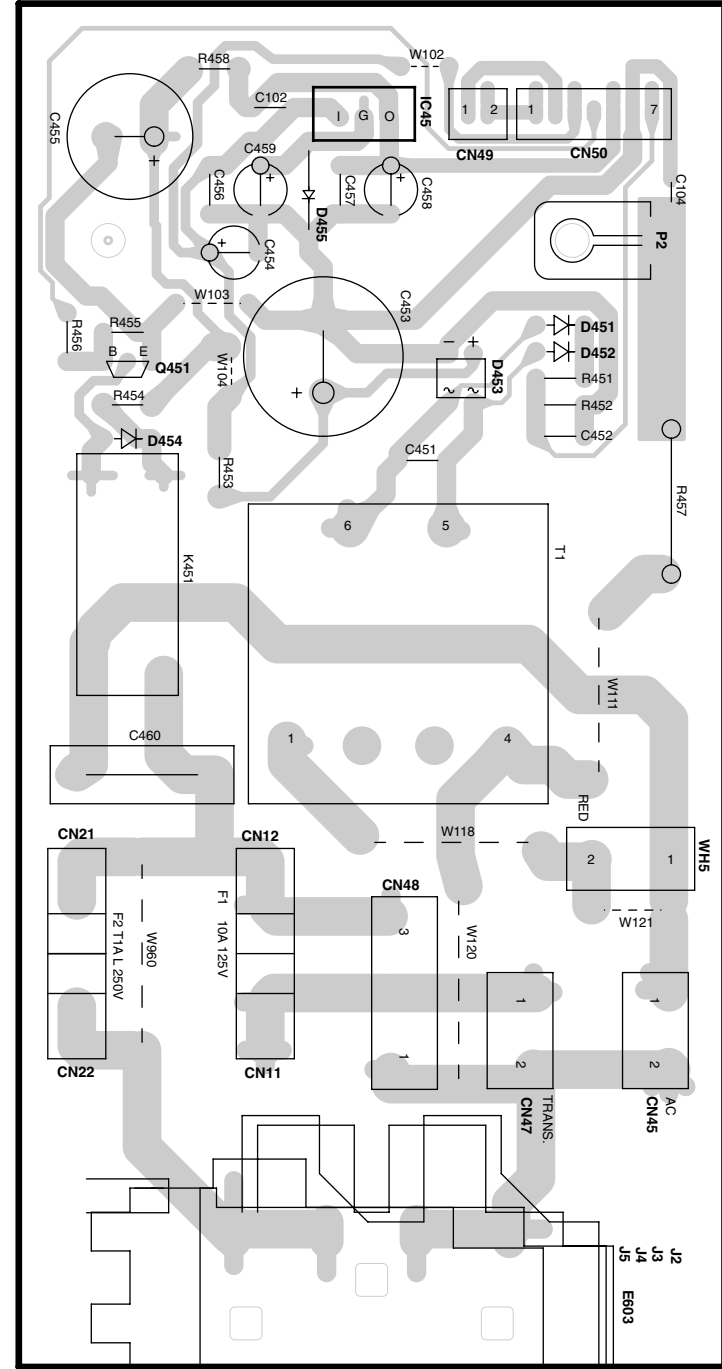 R458
W102
C455
+
C102
IC45
I G O
1 2
1 7
CN49
CN50
C459
+
C456
D455
C457
+
C458
C104
P2
+
C454
W103
C453
+
R456
R455
B E
Q451
W104
− +
D453
~ ~
D451
D452
R451
R452
C452
R454
D454
R453
C451
R457
K451
6
5
T1
W111
1
4
C460
RED
W118
2
1
WH5
CN21
CN12
CN48
W121
F2 T1A L 250V
W960
F1
10A 125V
3
1
W120
1
2
1
2
CN22
CN11
TRANS.
CN47
AC
CN45
J2
J3
J4
J5
E603